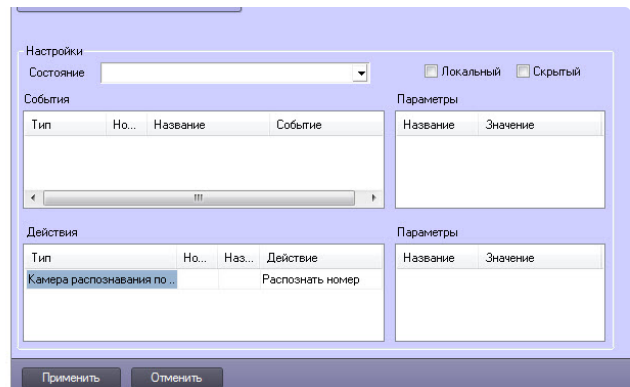 Настройки
Состояние
Локальный
Скрытый
События
Параметры
Тип Но... Название Событие
Название Значение
Действия
Параметры
Тип Но... Наз... Действие
Название Значение
Камера распознавания по .. Распознать номер
Применить Отменить